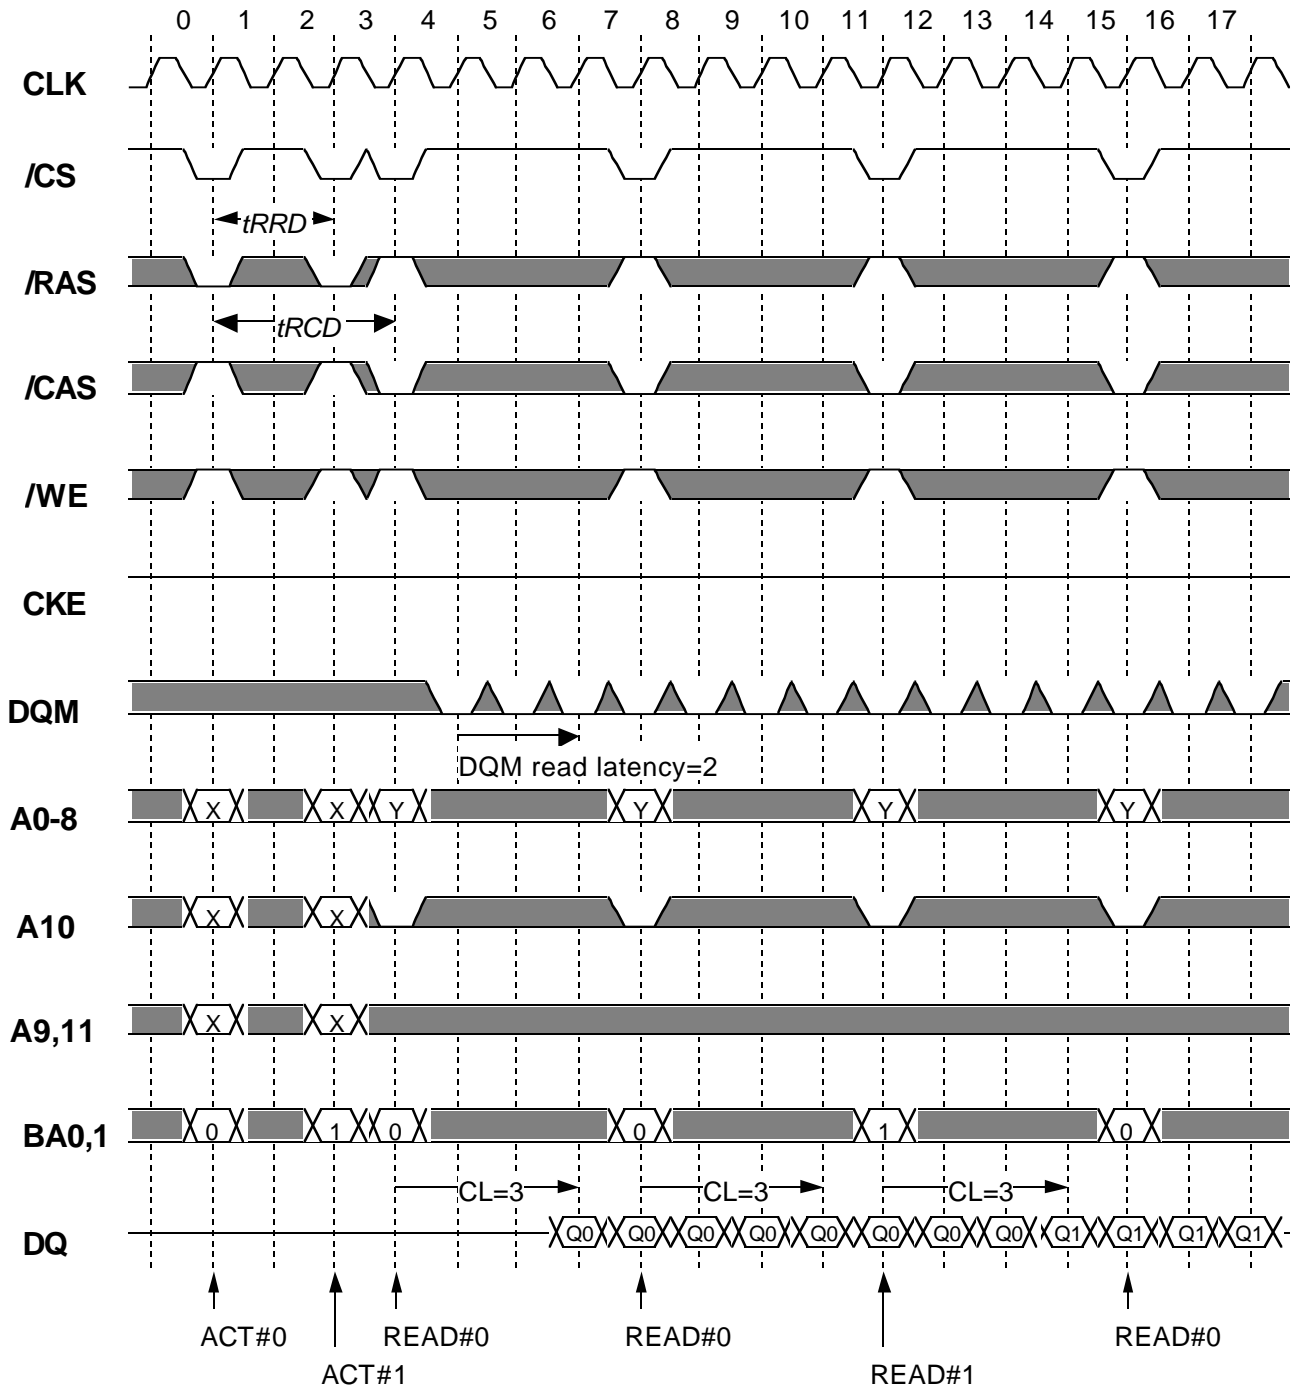 0 1 2 3 4 5 6 7 8 9 10 11 12 13 14 15 16 17
CLK
/CS
tRRD
/RAS
tRCD
/CAS
/WE
CKE
DQM
DQM read latency=2
A0-8 X X Y Y Y Y
A10 X X
A9,11 X X
BA0,1 0 1 0 0 1 0
CL=3 CL=3 CL=3
DQ Q0 Q0 Q0 Q0 Q0 Q0 Q0 Q0 Q1 Q1 Q1 Q1
ACT#0 READ#0 READ#0 READ#0
ACT#1 READ#1